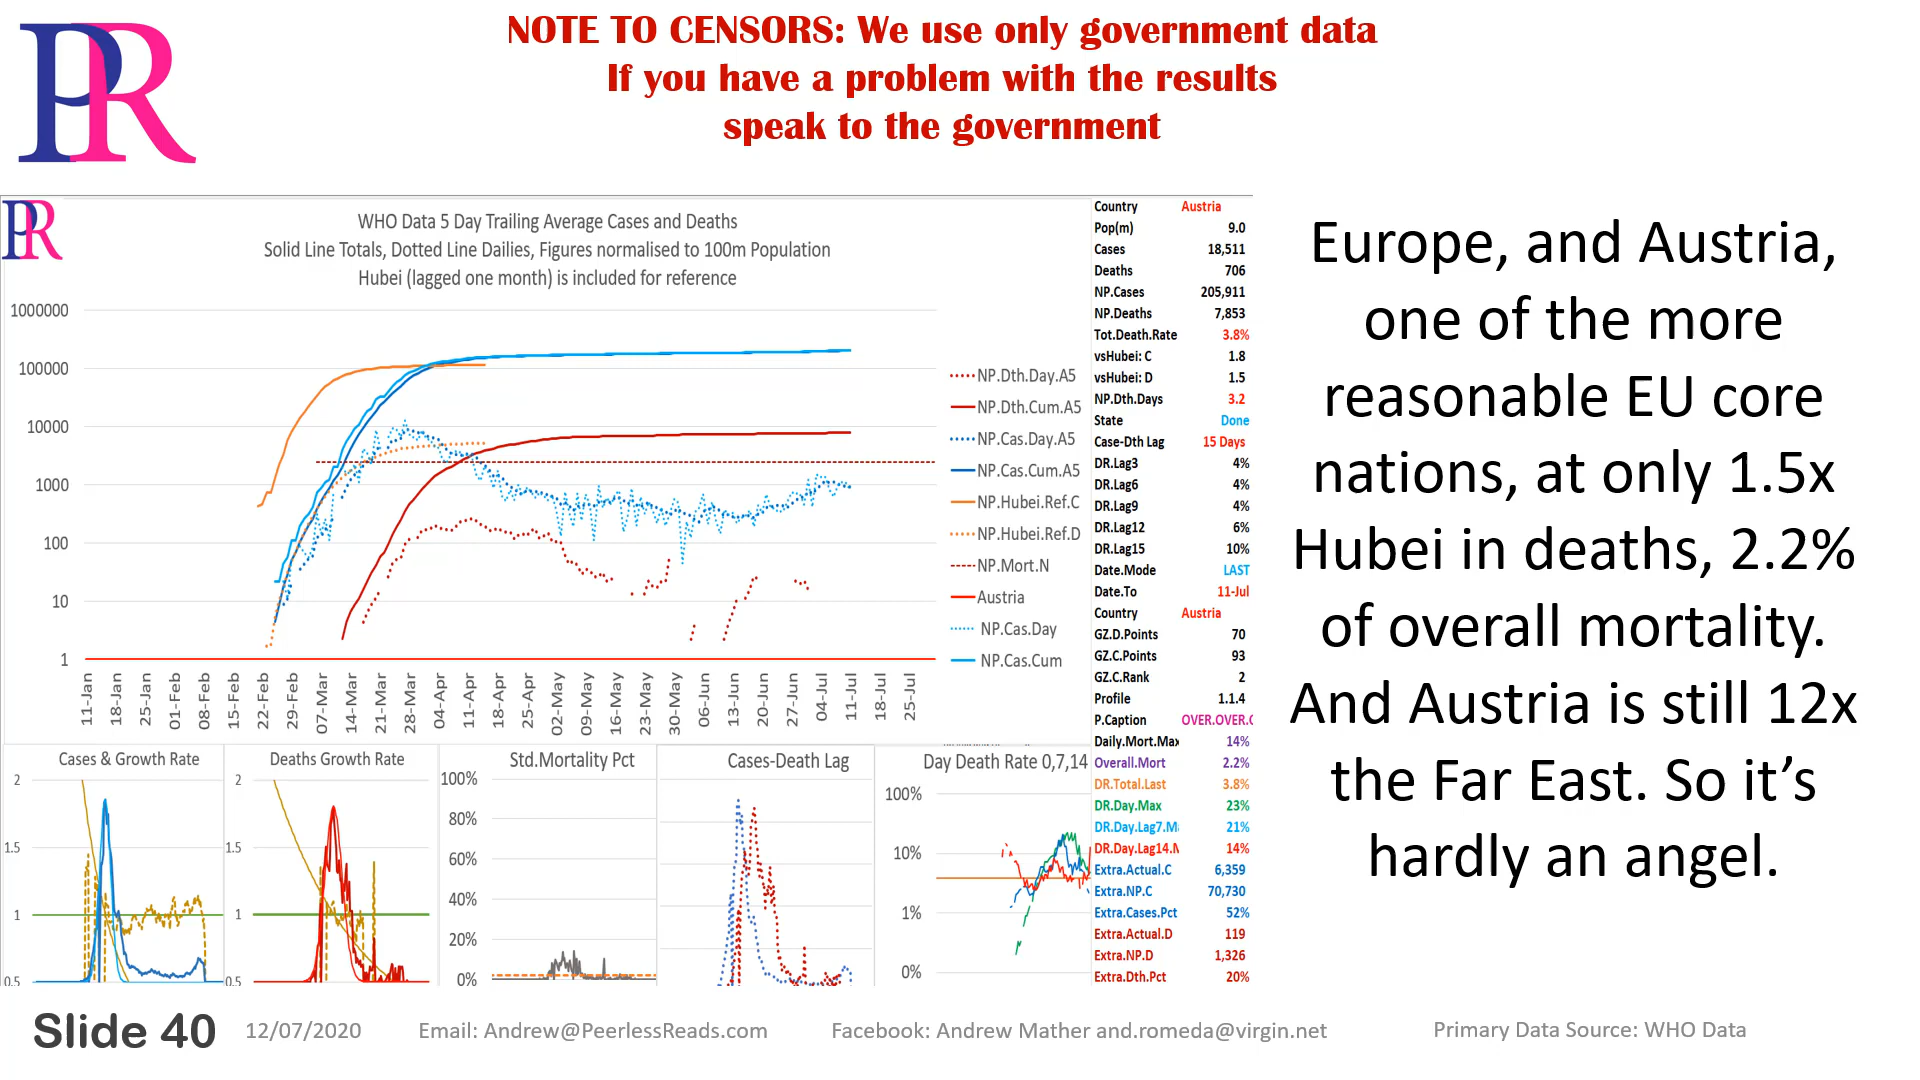 PR
NOTE TO CENSORS: We use only government data
If you have a problem with the results
speak to the government
PR
WHO Data 5 Day Trailing Average Cases and Deaths
Solid Line Totals, Dotted Line Dailies, Figures normalised to 100m Population
Hubei (lagged one month) is included for reference
1000000
100000
10000
1000
100
10
1
11-Jan
18-Jan
25-Jan
01-Feb
08-Feb
15-Feb
22-Feb
29-Feb
07-Mar
14-Mar
21-Mar
28-Mar
04-Apr
11-Apr
18-Apr
25-Apr
02-May
09-May
16-May
23-May
30-May
06-Jun
13-Jun
20-Jun
27-Jun
04-Jul
11-Jul
18-Jul
25-Jul
NP.Dth.Day.A5
NP.Dth.Cum.A5
NP.Cas.Day.A5
NP.Cas.Cum.A5
NP.Hubei.Ref.C
NP.Hubei.Ref.D
NP.Mort.N
Austria
NP.Cas.Day
NP.Cas.Cum
Country Austria
Pop(m) 9.0
Cases 18,511
Deaths 706
NP.Cases 205,911
NP.Deaths 7,853
Tot.Death.Rate 3.8%
vsHubei: C 1.8
vsHubei: D 1.5
NP.Dth.Days 3.2
State Done
Case-Dth Lag 15 Days
DR.Lag3 4%
DR.Lag6 4%
DR.Lag9 4%
DR.Lag12 6%
DR.Lag15 10%
Date.Mode LAST
Date.To 11-Jul
Country Austria
GZ.D.Points 70
GZ.C.Points 93
GZ.C.Rank 2
Profile 1.1.4
P.Caption OVER.OVER.
Daily.Mort.Max 14%
Overall.Mort 2.2%
DR.Total.Last 3.8%
DR.Day.Max 23%
DR.Day.Lag7.M 21%
DR.Day.Lag14.M 14%
Extra.Actual.C 6,359
Extra.NP.C 70,730
Extra.Cases.Pct 52%
Extra.Actual.D 119
Extra.NP.D 1,326
Extra.Dth.Pct 20%
Europe, and Austria,
one of the more
reasonable EU core
nations, at only 1.5x
Hubei in deaths, 2.2%
of overall mortality.
And Austria is still 12x
the Far East. So it’s
hardly an angel.
Cases & Growth Rate
2
1.5
1
0.5
Deaths Growth Rate
2
1.5
1
0.5
Std.Mortality Pct
100%
80%
60%
40%
20%
0%
Cases-Death Lag
Day Death Rate 0,7,14
100%
10%
1%
0%
Slide 40
12/07/2020
Email: Andrew@PeerlessReads.com
Facebook: Andrew Mather and.romeda@virgin.net
Primary Data Source: WHO Data